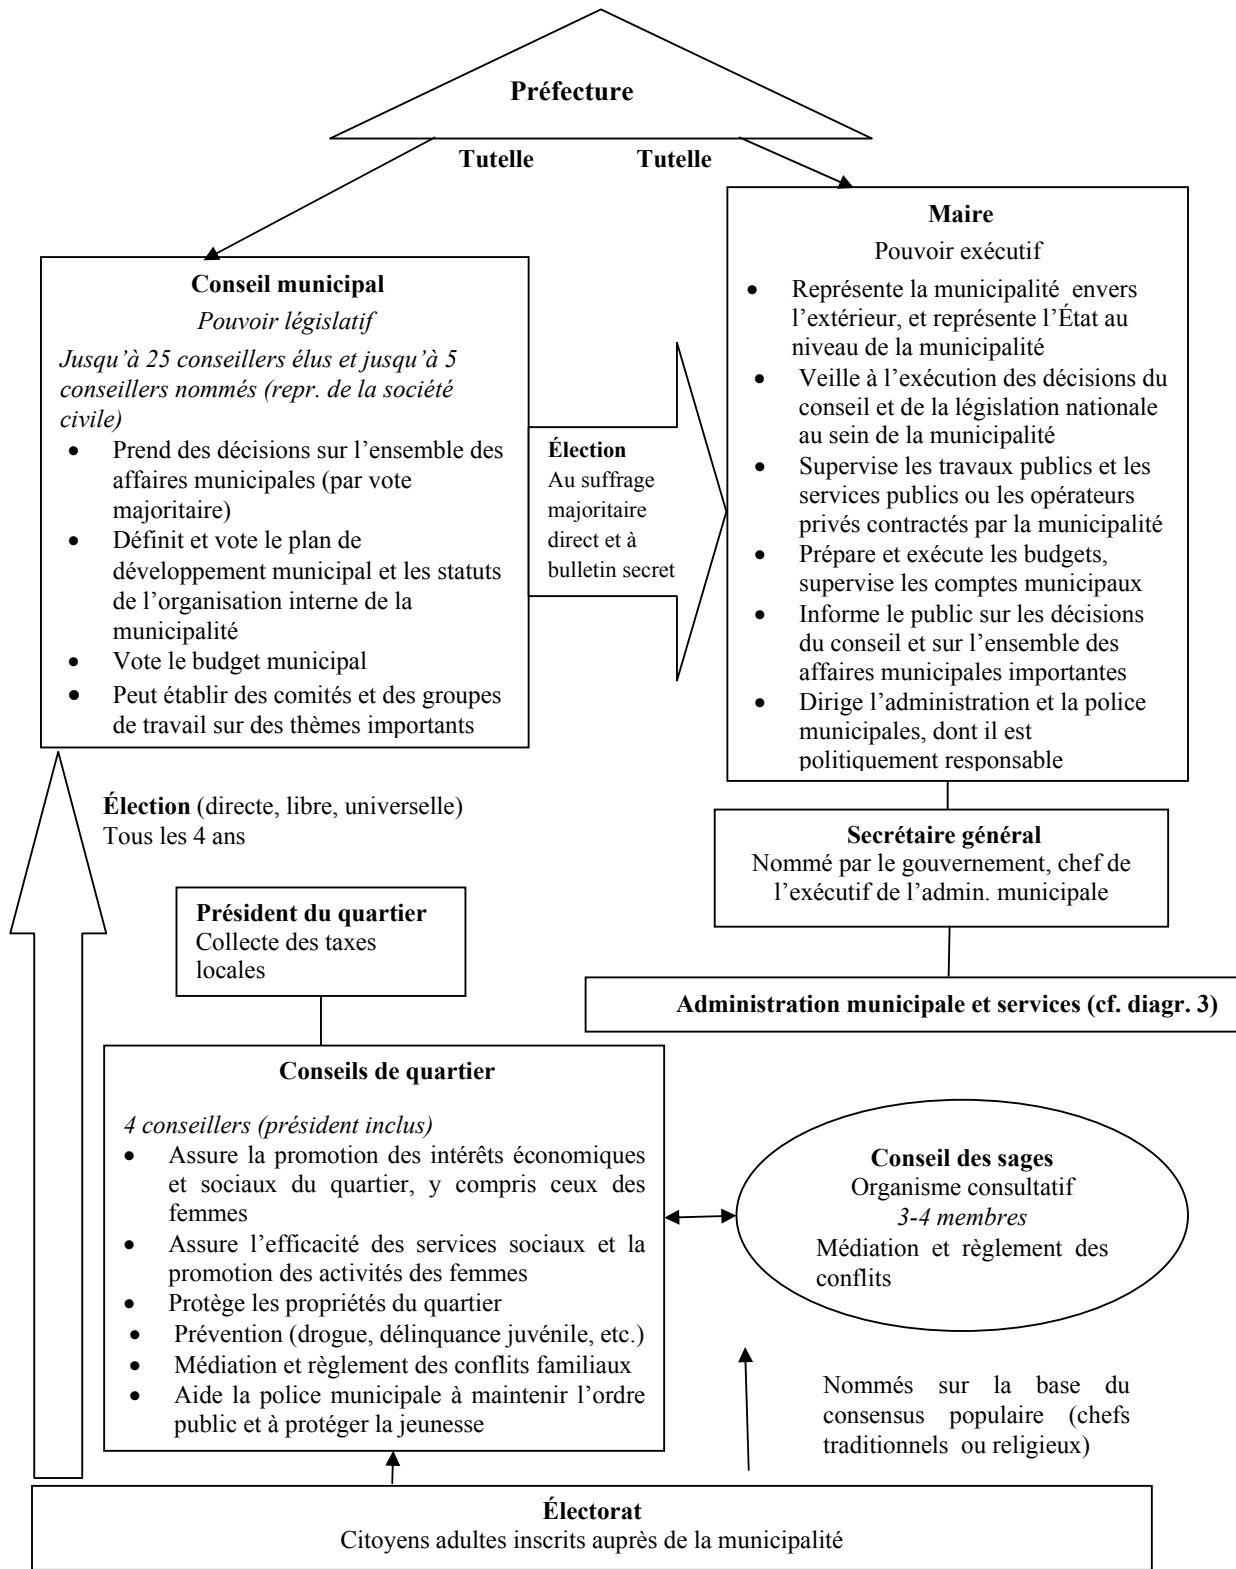 Préfecture
Tutelle
Tutelle
Conseil municipal
Pouvoir législatif
Jusqu’à 25 conseillers élus et jusqu’à 5
conseillers nommés (repr. de la société
civile)
• Prend des décisions sur l’ensemble des
affaires municipales (par vote
majoritaire)
• Définit et vote le plan de
développement municipal et les statuts
de l’organisation interne de la
municipalité
• Vote le budget municipal
• Peut établir des comités et des groupes
de travail sur des thèmes importants
Élection
Au suffrage
majoritaire
direct et à
bulletin secret
Maire
Pouvoir exécutif
• Représente la municipalité envers
l’extérieur, et représente l’État au
niveau de la municipalité
• Veille à l’exécution des décisions du
conseil et de la législation nationale
au sein de la municipalité
• Supervise les travaux publics et les
services publics ou les opérateurs
privés contractés par la municipalité
• Prépare et exécute les budgets,
supervise les comptes municipaux
• Informe le public sur les décisions
du conseil et sur l’ensemble des
affaires municipales importantes
• Dirige l’administration et la police
municipales, dont il est
politiquement responsable
Élection (directe, libre, universelle)
Tous les 4 ans
Secrétaire général
Nommé par le gouvernement, chef de
l’exécutif de l’admin. municipale
Président du quartier
Collecte des taxes
locales
Administration municipale et services (cf. diagr. 3)
Conseils de quartier
4 conseillers (président inclus)
• Assure la promotion des intérêts économiques
et sociaux du quartier, y compris ceux des
femmes
• Assure l’efficacité des services sociaux et la
promotion des activités des femmes
• Protège les propriétés du quartier
• Prévention (drogue, délinquance juvénile, etc.)
• Médiation et règlement des conflits familiaux
• Aide la police municipale à maintenir l’ordre
public et à protéger la jeunesse
Conseil des sages
Organisme consultatif
3-4 membres
Médiation et règlement des
conflits
Nommés sur la base du
consensus populaire (chefs
traditionnels ou religieux)
Électorat
Citoyens adultes inscrits auprès de la municipalité